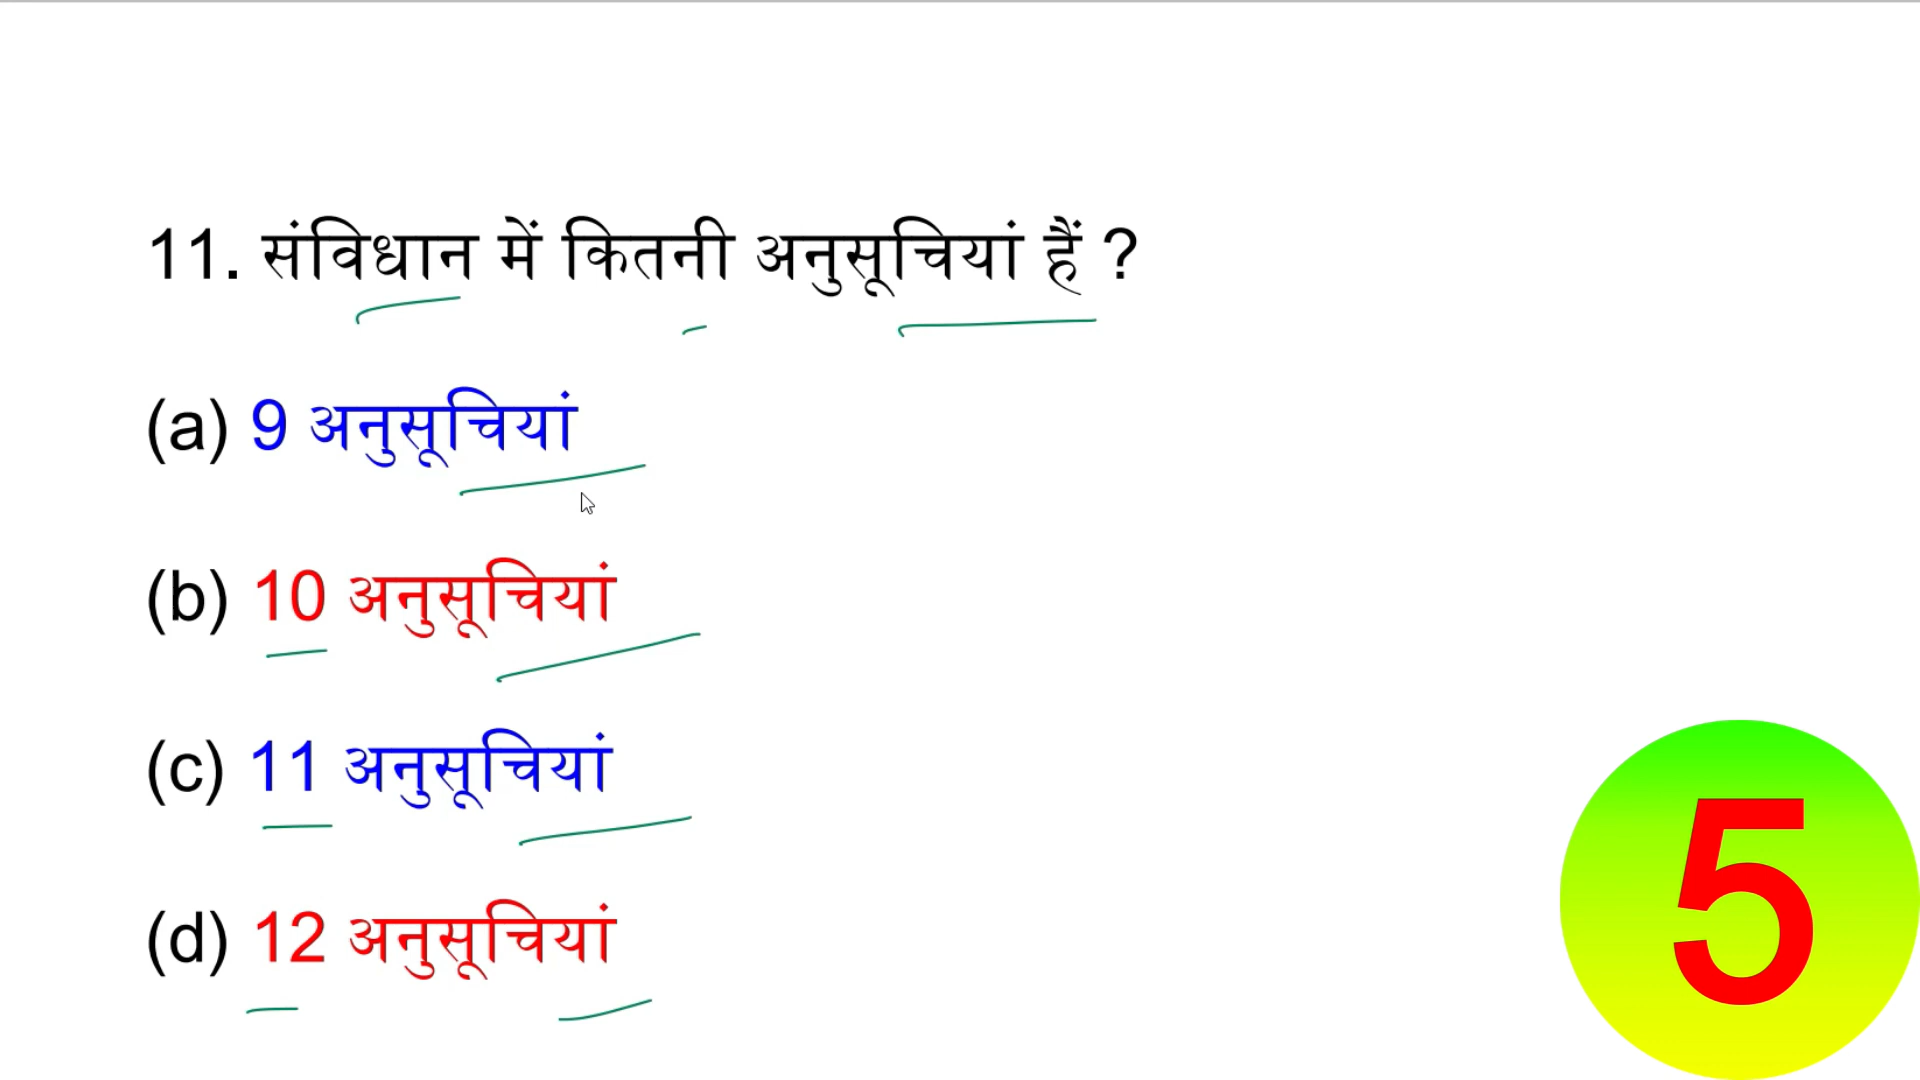 11. संविधान में कितनी अनुसूचियां हैं ?
(a) 9 अनुसूचियां
(b) 10 अनुसूचियां
(c) 11 अनुसूचियां
(d) 12 अनुसूचियां
5